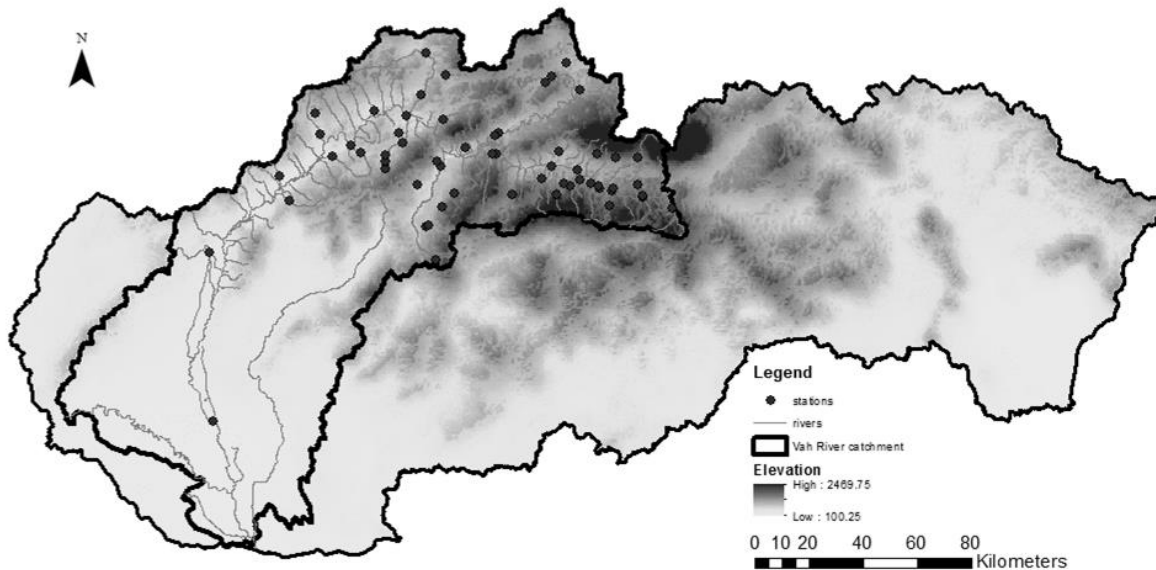 N
Legend
stations
rivers
Vah River catchment
Elevation
High : 2469.75
Low : 100.25
0 10 20 40 60 80
Kilometers